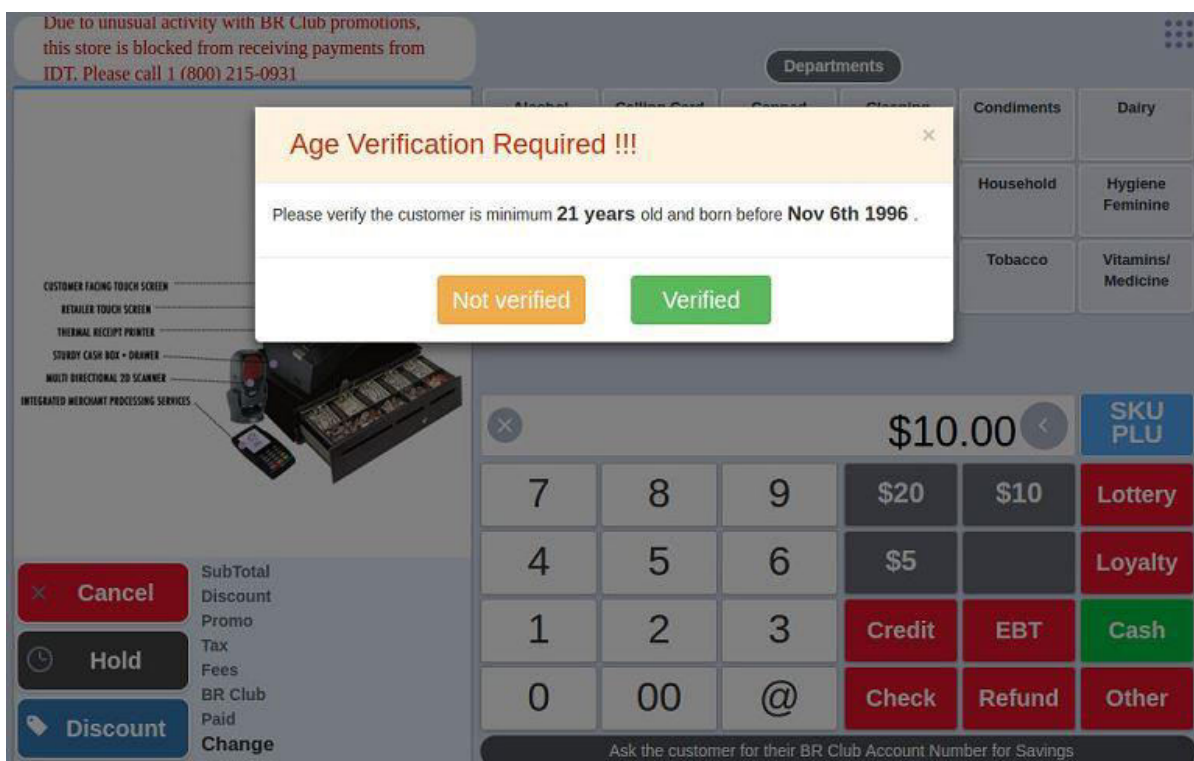 Due to unusual activity with BR Club promotions,
this store is blocked from receiving payments from
IDT. Please call 1 (800) 215-0931
Departments
Alcohol Calling Card Canned Cleaning Condiments Dairy
Age Verification Required !!!
×
Please verify the customer is minimum 21 years old and born before Nov 6th 1996 .
Not verified Verified
Household Hygiene
Feminine
Tobacco Vitamins/
Medicine
CUSTOMER FACING TOUCH SCREEN
RETAILER TOUCH SCREEN
THERMAL RECEIPT PRINTER
STURDY CASH BOX + DRAWER
MULTI DIRECTIONAL 2D SCANNER
INTEGRATED MERCHANT PROCESSING SERVICES
$10.00
SKU
PLU
7 8 9 $20 $10 Lottery
4 5 6 $5 Loyalty
1 2 3 Credit EBT Cash
0 00 @ Check Refund Other
Cancel
Hold
Discount
SubTotal
Discount
Promo
Tax
Fees
BR Club
Paid
Change
Ask the customer for their BR Club Account Number for Savings